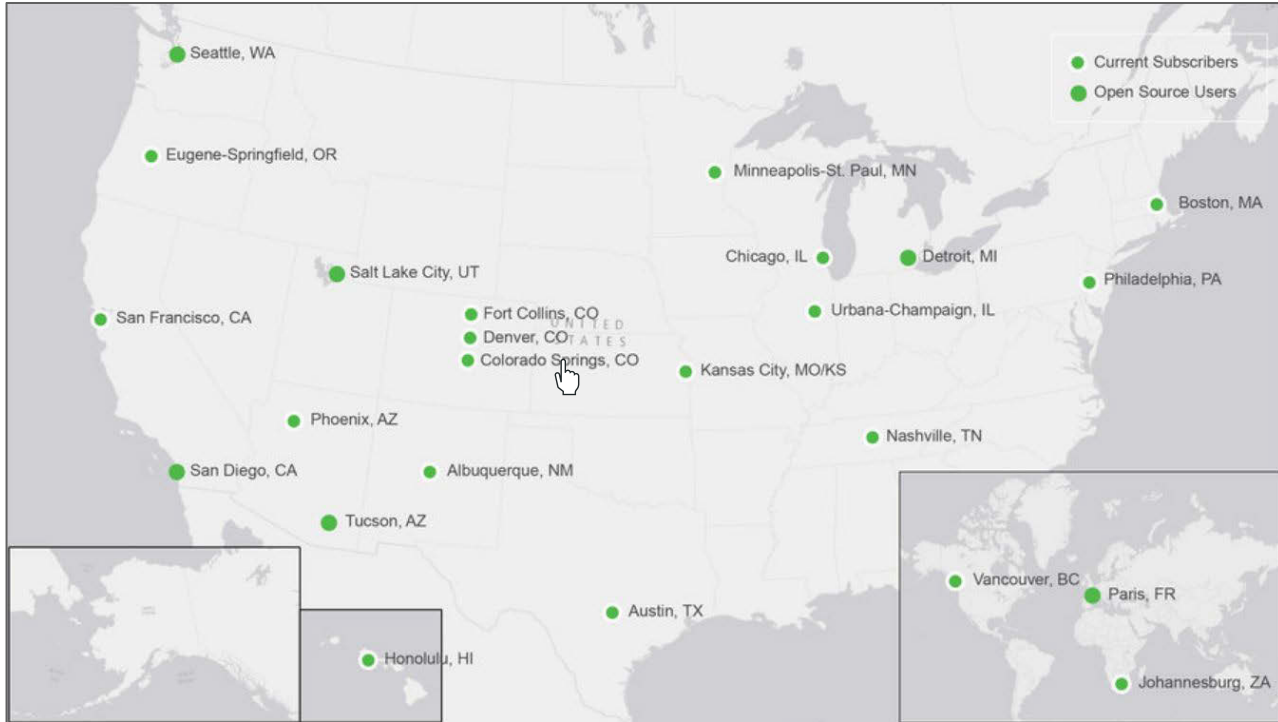 Seattle, WA
Current Subscribers
Open Source Users
Eugene-Springfield, OR
Minneapolis-St. Paul, MN
Boston, MA
Chicago, IL
Detroit, MI
Salt Lake City, UT
Philadelphia, PA
San Francisco, CA
Fort Collins, CO
Urbana-Champaign, IL
UNITED
STATES
Denver, CO
Colorado Springs, CO
Kansas City, MO/KS
Phoenix, AZ
Nashville, TN
San Diego, CA
Albuquerque, NM
Tucson, AZ
Vancouver, BC
Paris, FR
Austin, TX
Honolulu, HI
Johannesburg, ZA